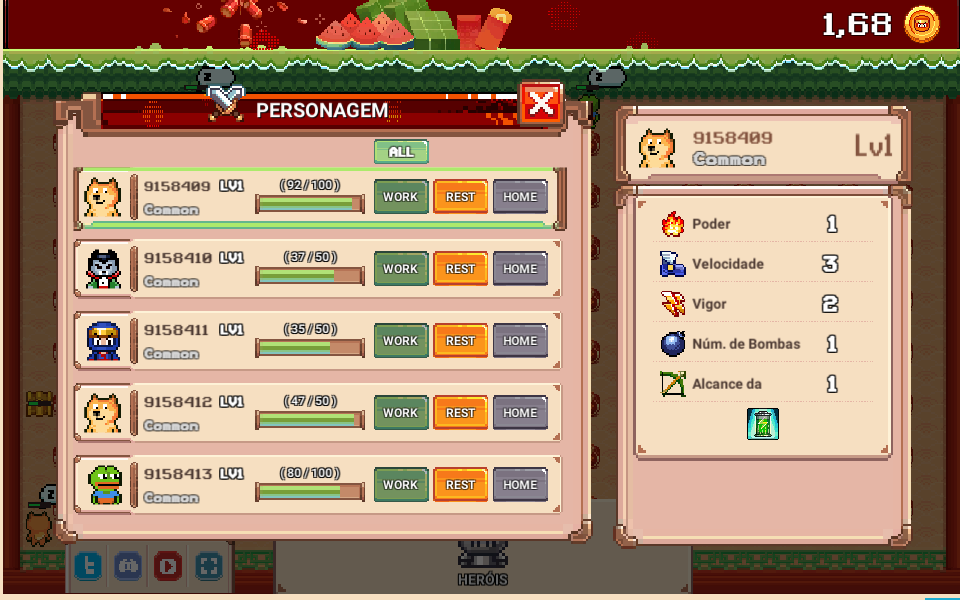 1,68
PERSONAGEM
ALL
9158409 LV1
(92/100)
WORK REST HOME
Common
9158410 LV1
(37/50)
WORK REST HOME
Common
9158411 LV1
(35/50)
WORK REST HOME
Common
9158412 LV1
(47/50)
WORK REST HOME
Common
9158413 LV1
(80/100)
WORK REST HOME
Common
9158409
Common
Lv1
Poder 1
Velocidade 3
Vigor 2
Núm. de Bombas 1
Alcance da 1
HERÓIS